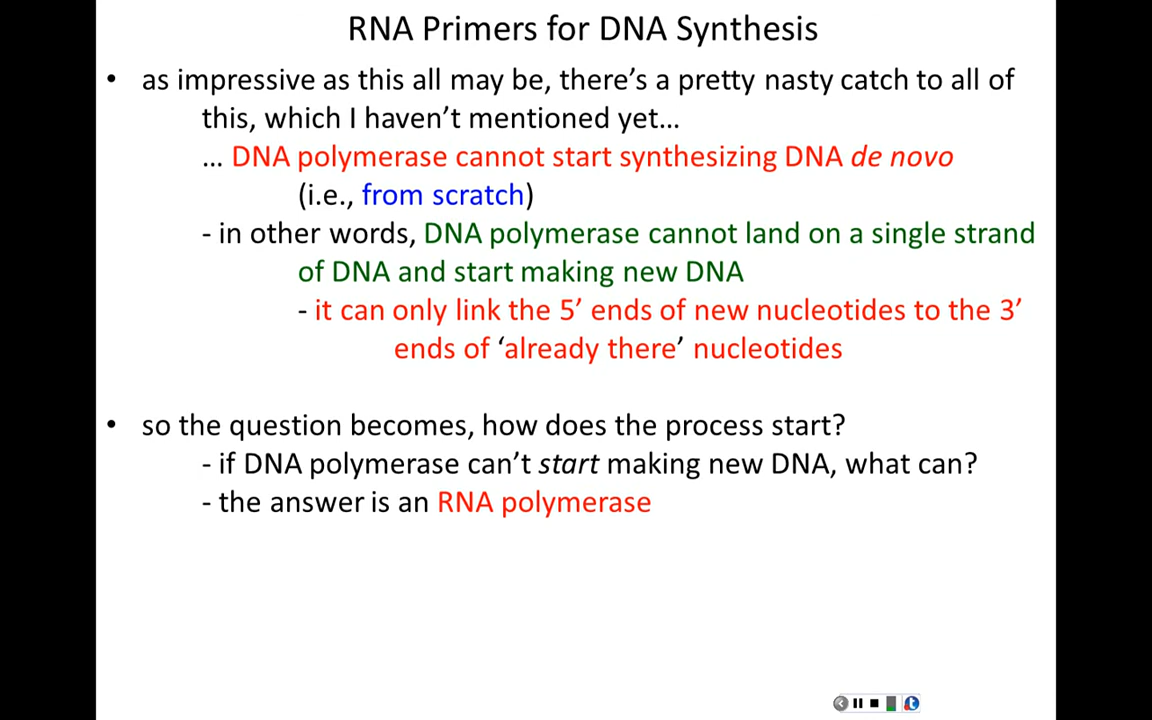 RNA Primers for DNA Synthesis
• as impressive as this all may be, there’s a pretty nasty catch to all of
this, which I haven’t mentioned yet…
… DNA polymerase cannot start synthesizing DNA de novo
(i.e., from scratch)
- in other words, DNA polymerase cannot land on a single strand
of DNA and start making new DNA
- it can only link the 5’ ends of new nucleotides to the 3’
ends of ‘already there’ nucleotides
• so the question becomes, how does the process start?
- if DNA polymerase can’t start making new DNA, what can?
- the answer is an RNA polymerase